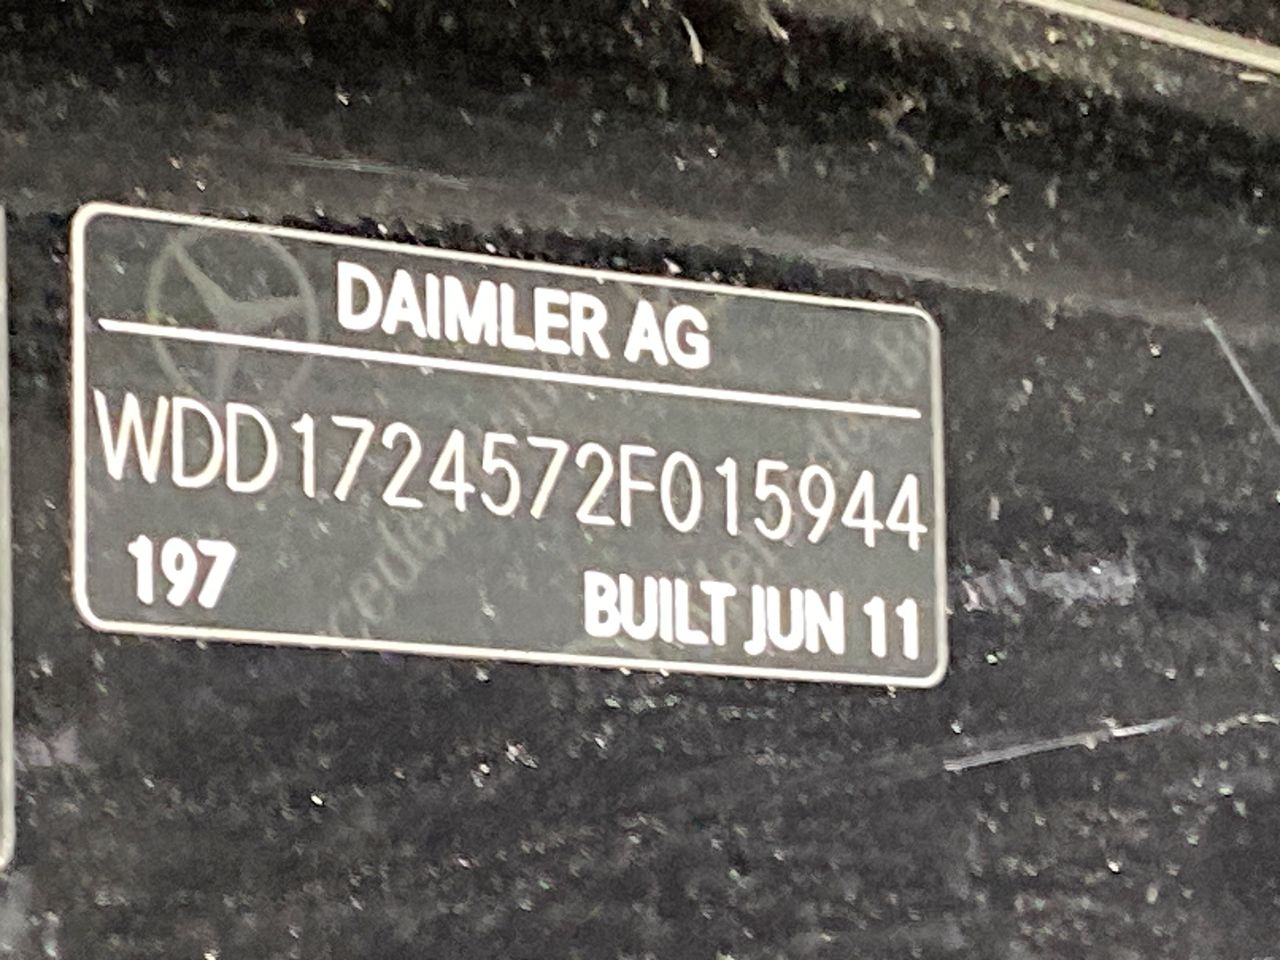 DAIMLER AG
WDD1724572F015944
197 BUILT JUN 11